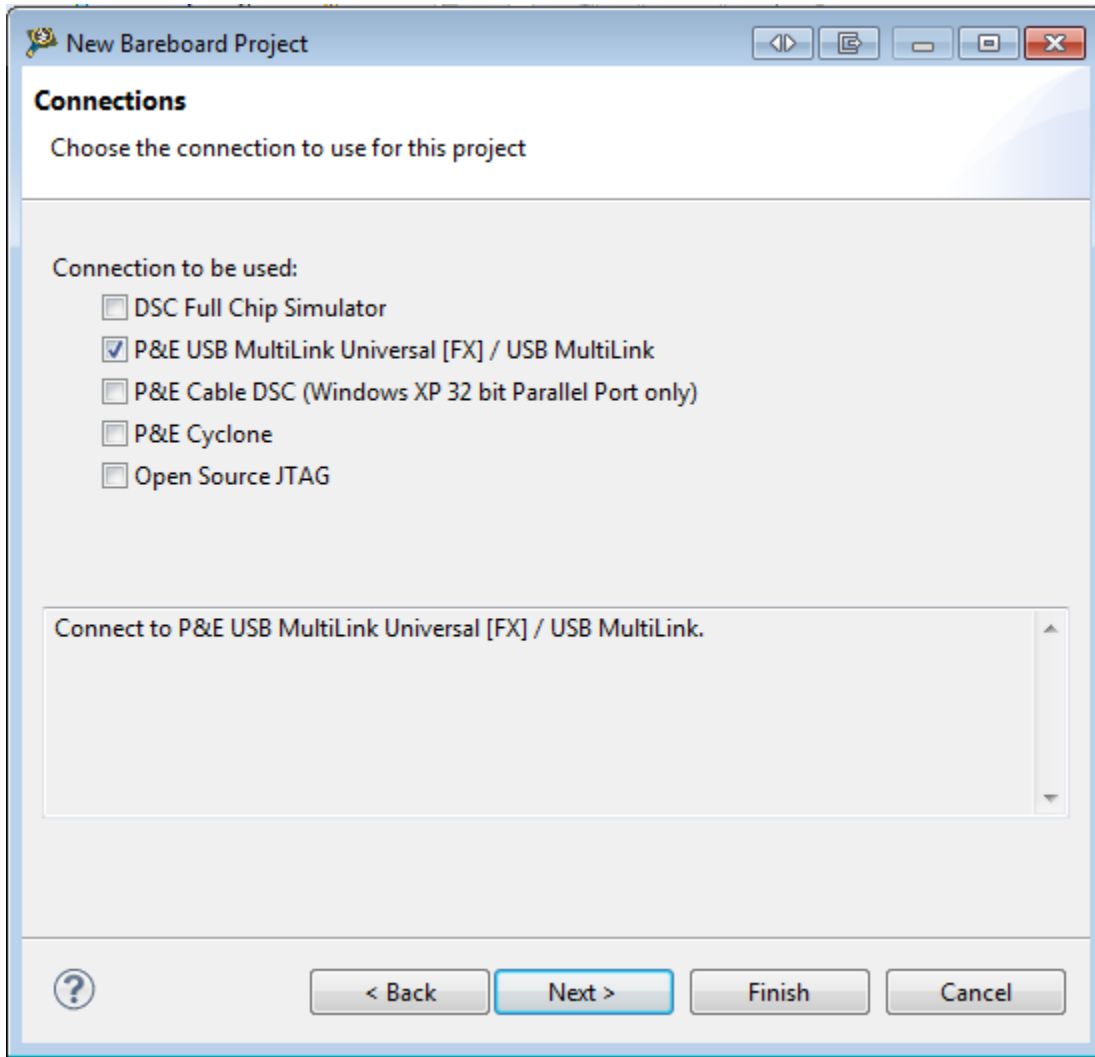 New Bareboard Project
Connections
Choose the connection to use for this project
Connection to be used:
DSC Full Chip Simulator
P&E USB MultiLink Universal [FX] / USB MultiLink
P&E Cable DSC (Windows XP 32 bit Parallel Port only)
P&E Cyclone
Open Source JTAG
Connect to P&E USB MultiLink Universal [FX] / USB MultiLink.
? < Back Next > Finish Cancel